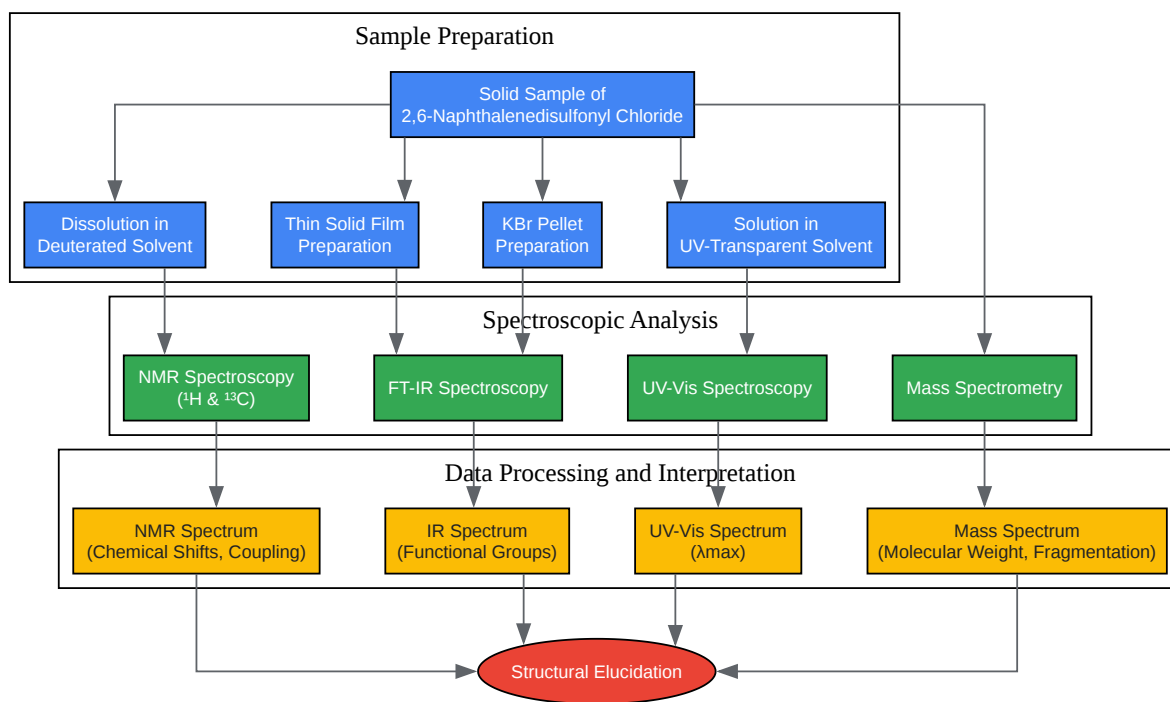 Sample Preparation
Solid Sample of
2,6-Naphthalenedisulfonyl Chloride
Dissolution in
Deuterated Solvent
Thin Solid Film
Preparation
KBr Pellet
Preparation
Solution in
UV-Transparent Solvent
Spectroscopic Analysis
NMR Spectroscopy
(¹H & ¹³C)
FT-IR Spectroscopy
UV-Vis Spectroscopy
Mass Spectrometry
Data Processing and Interpretation
NMR Spectrum
(Chemical Shifts, Coupling)
IR Spectrum
(Functional Groups)
UV-Vis Spectrum
(λmax)
Mass Spectrum
(Molecular Weight, Fragmentation)
Structural Elucidation